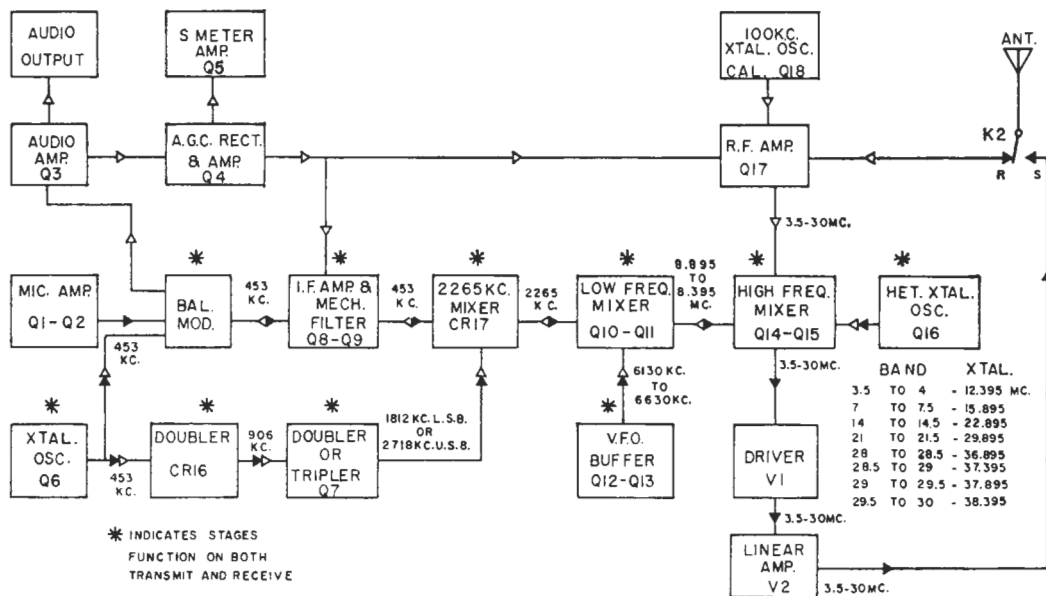 AUDIO
OUTPUT
S METER
AMP.
Q5
100KC.
XTAL. OSC.
CAL. Q18
ANT.
AUDIO
AMP.
Q3
A.G.C. RECT.
& AMP.
Q4
R.F. AMP.
Q17
K2
R
S
3.5-30MC.
MIC. AMP.
Q1-Q2
*
BAL.
MOD.
453
KC.
*
I.F. AMP. &
MECH.
FILTER
Q8-Q9
453
KC.
*
2265KC.
MIXER
CR17
2265
KC.
*
LOW FREQ.
MIXER
Q10-Q11
8.895
TO
8.395
MC.
*
HIGH FREQ.
MIXER
Q14-Q15
*
HET. XTAL.
OSC.
Q16
453
KC.
*
XTAL.
OSC.
Q6
453
KC.
*
DOUBLER
CR16
906
KC.
*
DOUBLER
OR
TRIPLER
Q7
1812KC. L.S.B.
OR
2718KC. U.S.B.
6130KC.
TO
6630KC.
*
V.F.O.
BUFFER
Q12-Q13
3.5-30MC.
DRIVER
V1
3.5-30MC.
LINEAR
AMP.
V2
3.5-30MC.
BAND XTAL.
3.5 TO 4 - 12.395 MC.
7 TO 7.5 - 15.895
14 TO 14.5 - 22.895
21 TO 21.5 - 29.895
28 TO 28.5 - 36.895
28.5 TO 29 - 37.395
29 TO 29.5 - 37.895
29.5 TO 30 - 38.395
* INDICATES STAGES
FUNCTION ON BOTH
TRANSMIT AND RECEIVE